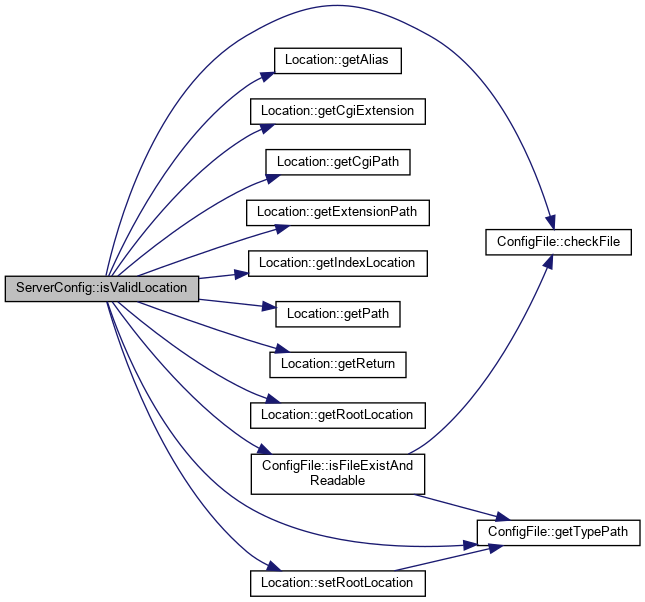 Location::getAlias
Location::getCgiExtension
Location::getCgiPath
Location::getExtensionPath
ConfigFile::checkFile
Location::getIndexLocation
ServerConfig::isValidLocation
Location::getPath
Location::getReturn
Location::getRootLocation
ConfigFile::isFileExistAnd
Readable
ConfigFile::getTypePath
Location::setRootLocation